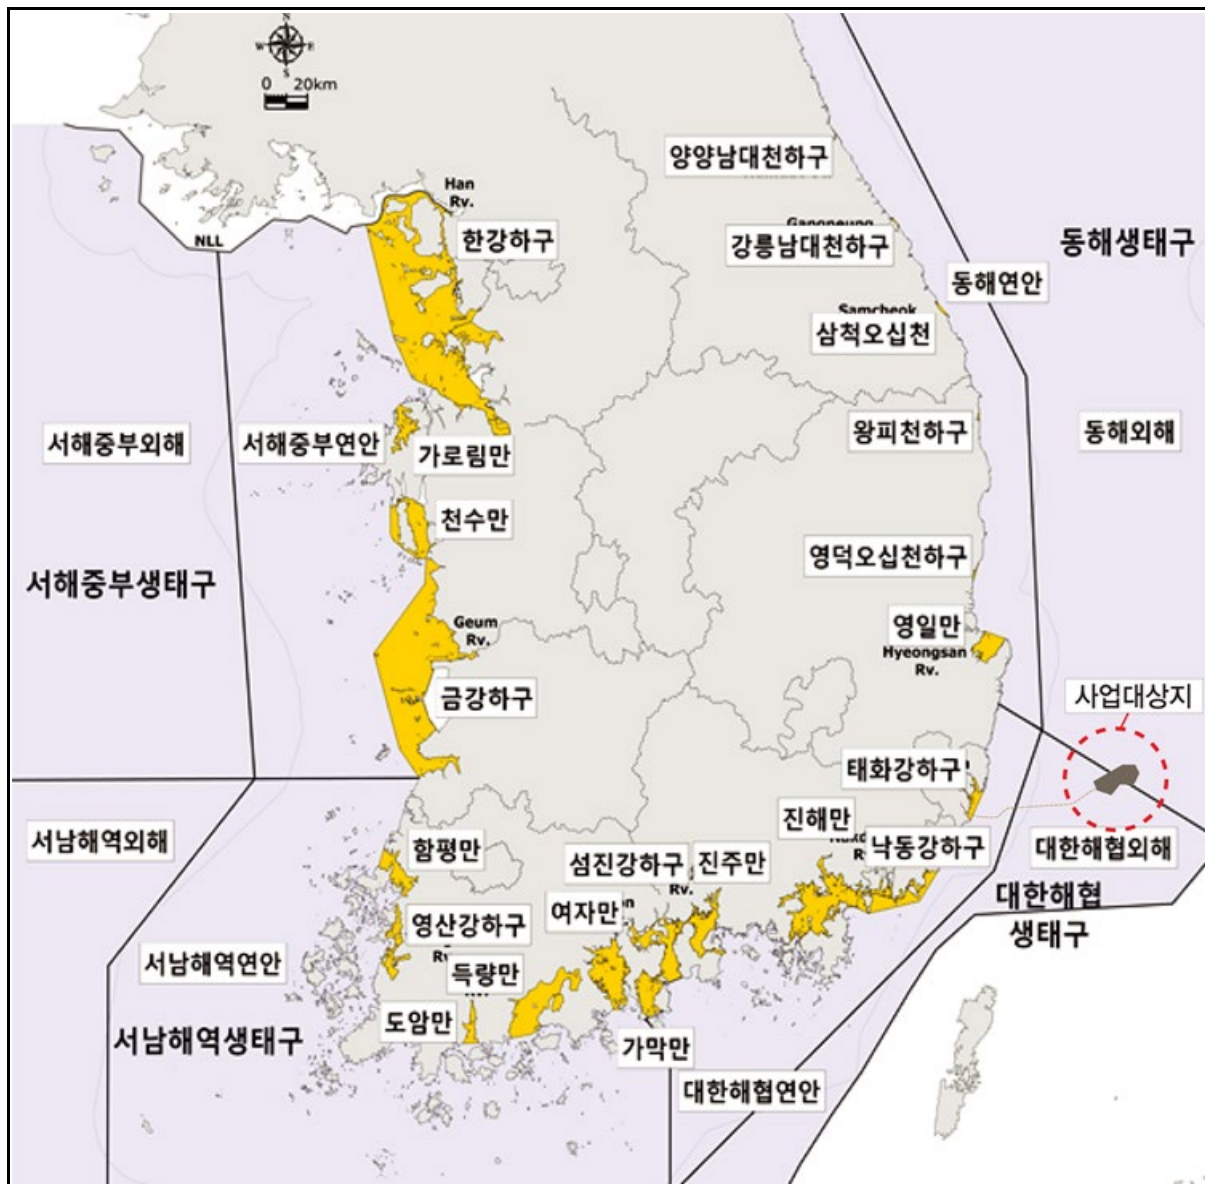 N
W E
S
0 20km
양양남대천하구
Han
Rv.
NLL
한강하구
Gangneung
강릉남대천하구
동해생태구
동해연안
Samcheok
삼척오십천
서해중부외해
서해중부연안
가로림만
왕피천하구
동해외해
천수만
영덕오십천하구
서해중부생태구
Geum
Rv.
영일만
Hyeongsan
Rv.
금강하구
사업대상지
태화강하구
서남해역외해
함평만
섬진강하구
진주만
진해만
낙동강하구
대한해협외해
Rv.
대한해협
생태구
여자만
영산강하구
서남해역연안
득량만
도암만
서남해역생태구
가막만
대한해협연안